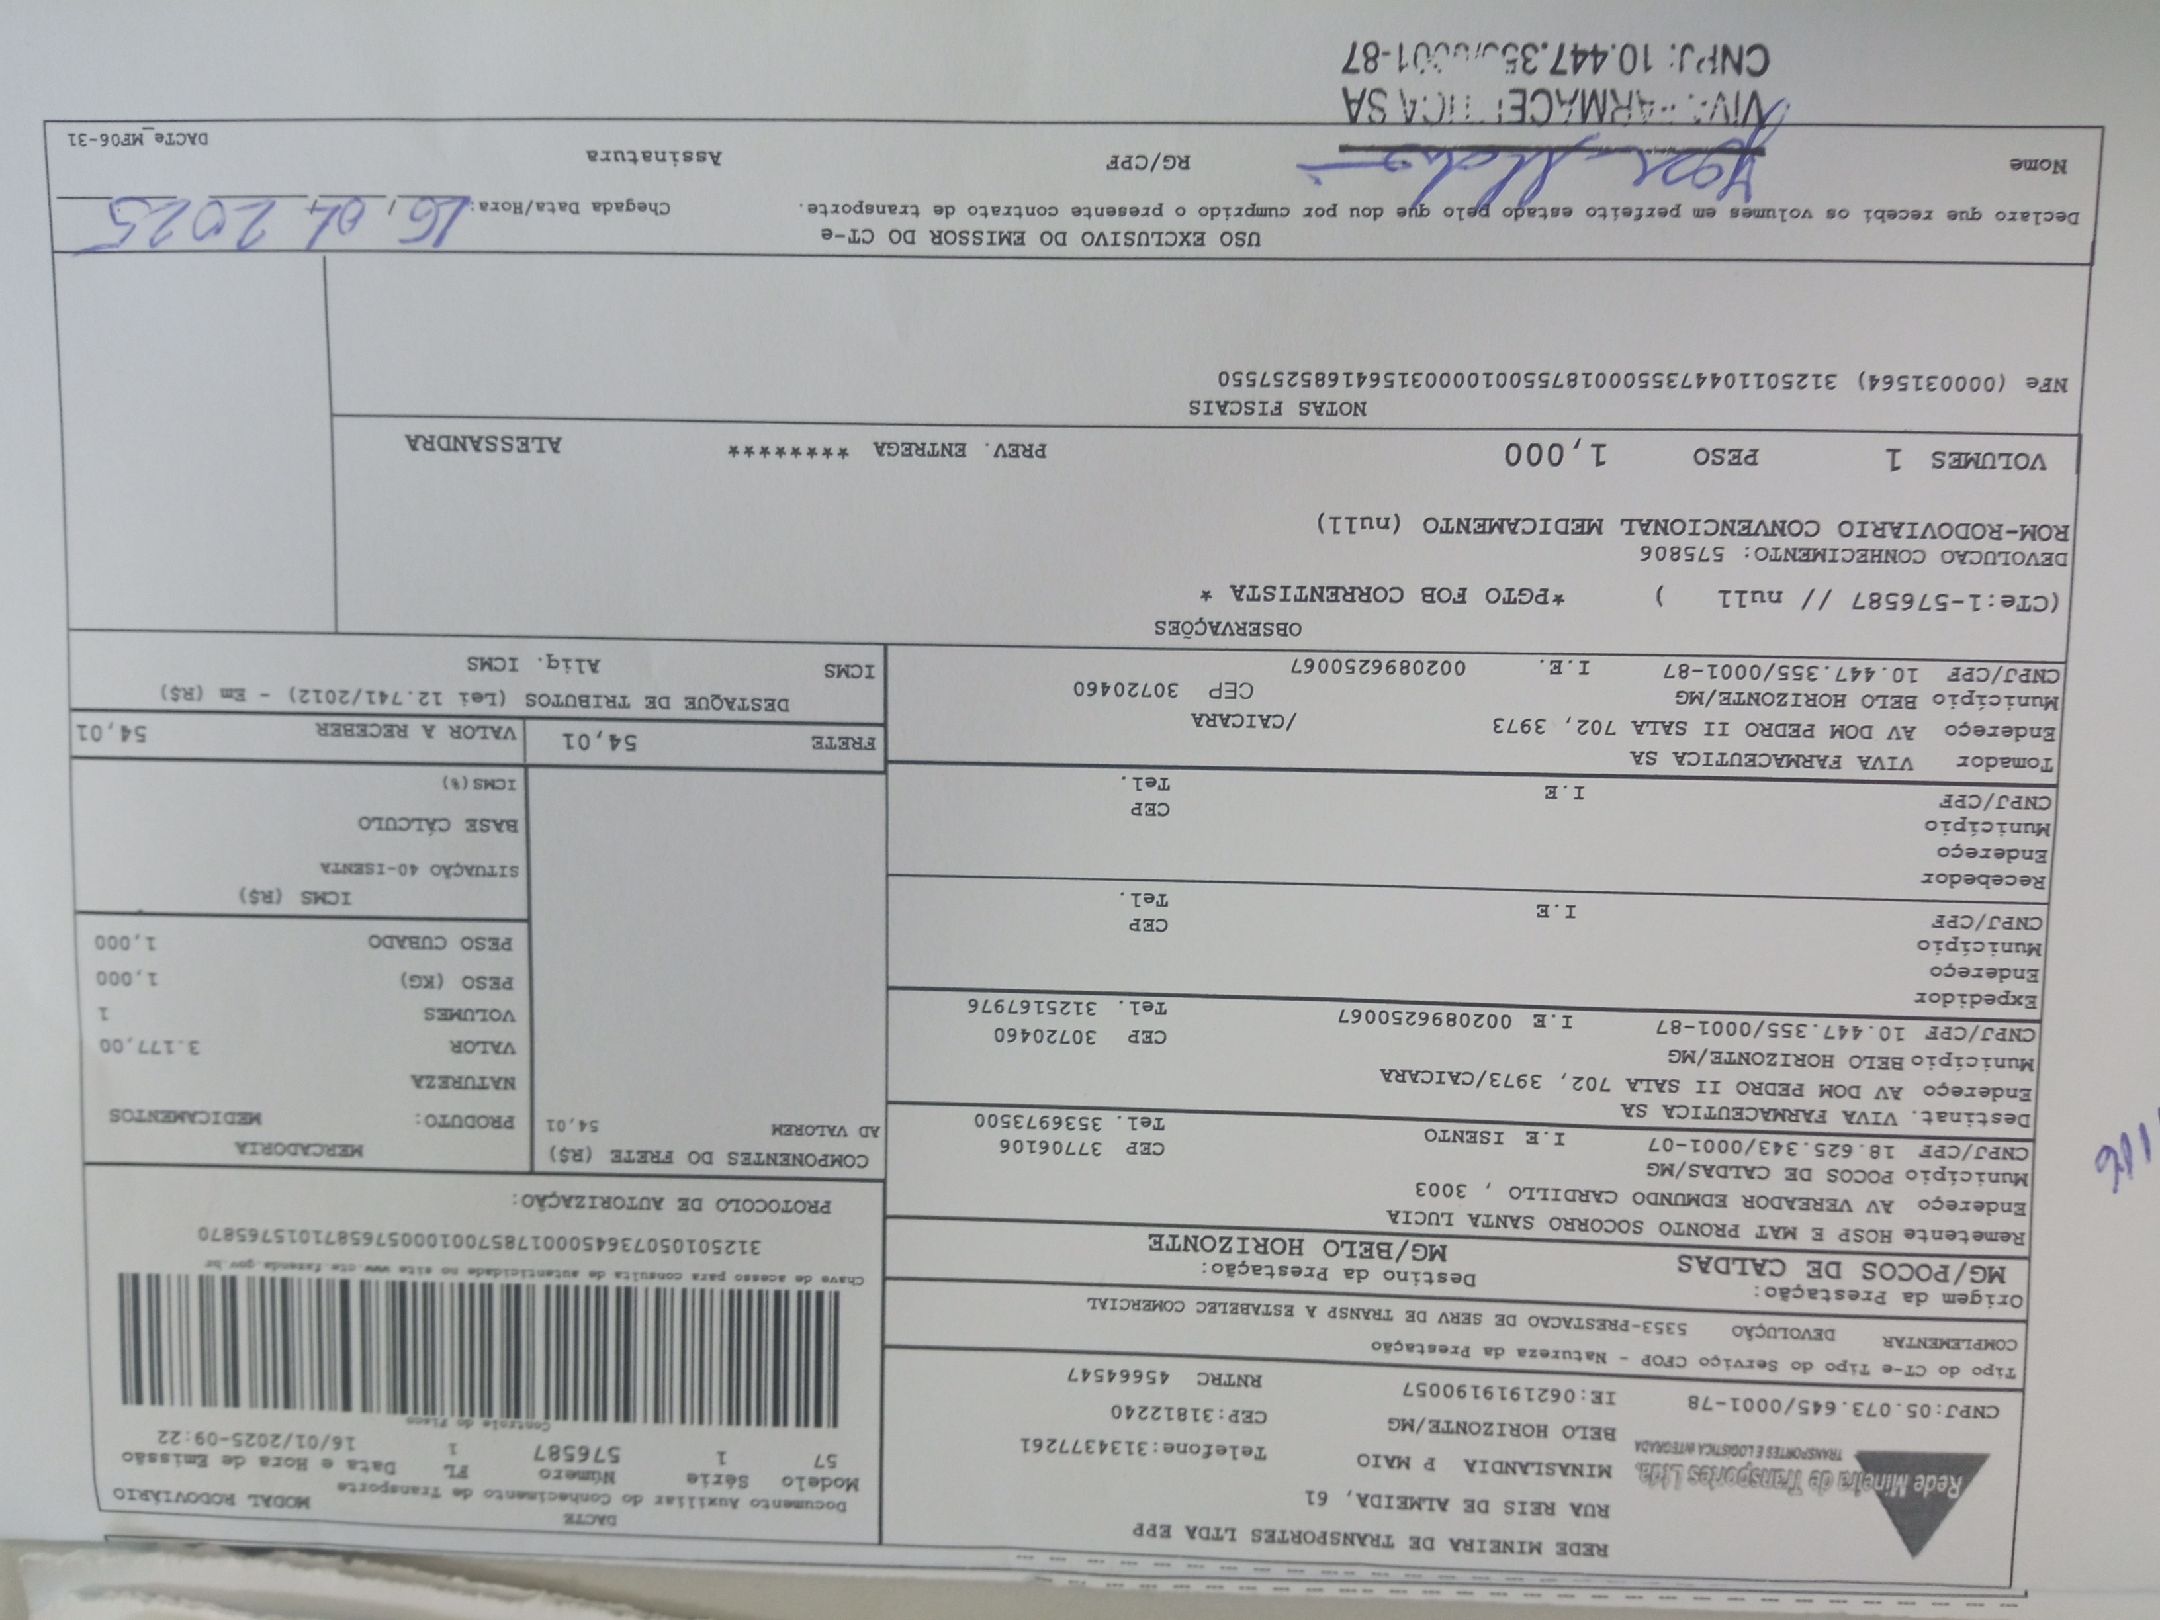 REDE MINEIRA DE TRANSPORTES LTDA EPP
RUA REIS DE ALMEIDA, 61
MINASLANDIA P MAIO Telefone:3134377261
BELO HORIZONTE/MG CEP:31812240
Rede Mineira de Transportes Ltda.
TRANSPORTES E LOGÍSTICA INTEGRADA
CNPJ:05.073.645/0001-78 IE:0621919190057 RNTRC 45664547
DACTE
Documento Auxiliar do Conhecimento de Transporte MODAL RODOVIÁRIO
Modelo Série Número FL Data e Hora de Emissão
57 1 576587 1 16/01/2025-09:22
Controle do Fisco
Chave de acesso para consulta de autenticidade no site www.cte.fazenda.gov.br
PROTOCOLO DE AUTORIZAÇÃO:
Tipo do CT-e Tipo do Serviço CFOP - Natureza da Prestação
COMPLEMENTAR DEVOLUÇÃO 5353-PRESTACAO DE SERV DE TRANSP A ESTABELEC COMERCIAL
Origem da Prestação: Destino da Prestação:
MG/POCOS DE CALDAS MG/BELO HORIZONTE
Remetente HOSP E MAT PRONTO SOCORRO SANTA LUCIA
Endereço AV VEREADOR EDMUNDO CARDILLO , 3003
Município POCOS DE CALDAS/MG CEP 37706106
CNPJ/CPF 18.625.343/0001-07 I.E ISENTO Tel. 3536973500
Destinat. VIVA FARMACEUTICA SA
Endereço AV DOM PEDRO II SALA 702, 3973/CAICARA
Município BELO HORIZONTE/MG CEP 30720460
CNPJ/CPF 10.447.355/0001-87 I.E 0020896250067 Tel. 3125167976
Expedidor
Endereço
Município CEP
CNPJ/CPF I.E Tel.
Recebedor
Endereço
Município CEP
CNPJ/CPF I.E Tel.
Tomador VIVA FARMACEUTICA SA
Endereço AV DOM PEDRO II SALA 702, 3973 /CAICARA
Município BELO HORIZONTE/MG CEP 30720460
CNPJ/CPF 10.447.355/0001-87 I.E. 0020896250067
COMPONENTES DO FRETE (R$)
AD VALOREM 54,01
MERCADORIA
PRODUTO: MEDICAMENTOS
NATUREZA
VALOR 3.177,00
VOLUMES 1
PESO (KG) 1,000
PESO CUBADO 1,000
ICMS (R$)
SITUAÇÃO 40-ISENTA
BASE CÁLCULO
ICMS(%)
FRETE 54,01 VALOR A RECEBER 54,01
DESTAQUE DE TRIBUTOS (Lei 12.741/2012) - Em (R$)
ICMS Aliq. ICMS
OBSERVAÇÕES
(CTe:1-576587 // null ) *PGTO FOB CORRENTISTA *
DEVOLUCAO CONHECIMENTO: 575806
ROM-RODOVIARIO CONVENCIONAL MEDICAMENTO (null)
VOLUMES 1 PESO 1,000 PREV. ENTREGA ******** ALESSANDRA
NOTAS FISCAIS
NFe (000031564) 31250110447355000187550010000315641685257550
USO EXCLUSIVO DO EMISSOR DO CT-e
Declaro que recebi os volumes em perfeito estado pelo que dou por cumprido o presente contrato de transporte. Chegada Data/Hora:
2025
Nome RG/CPF Assinatura
DACTe_MF06-31